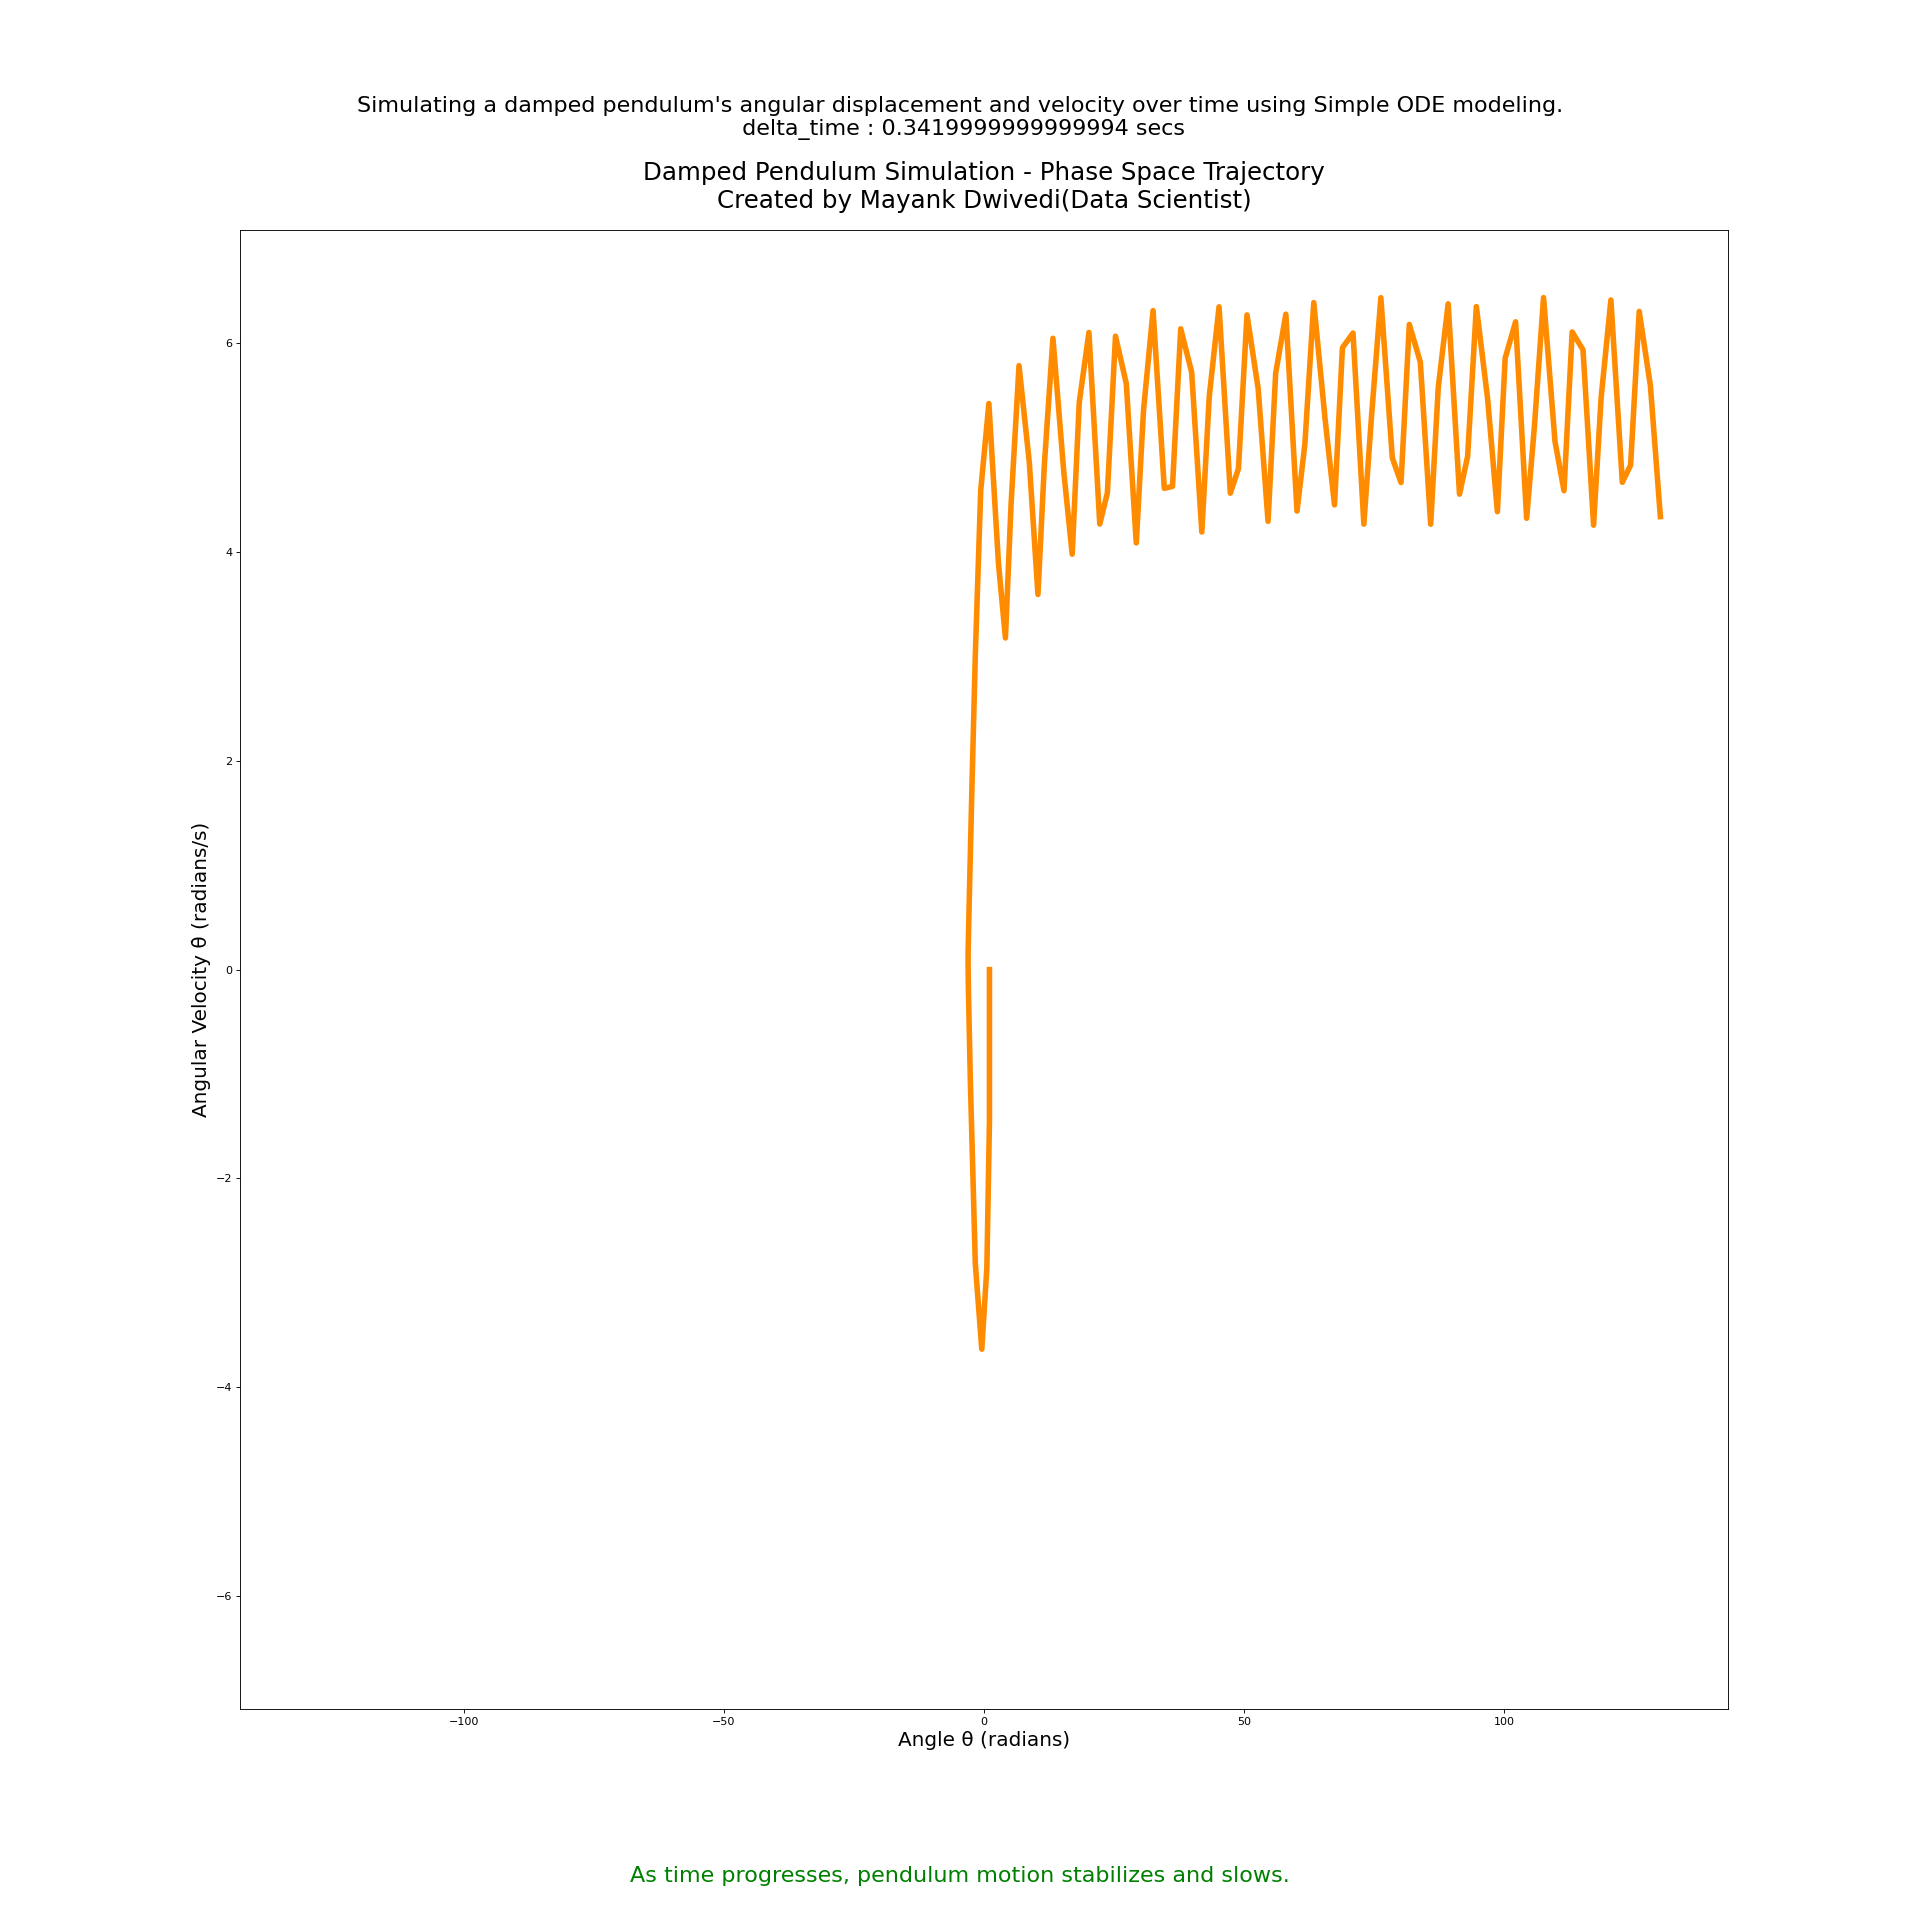 Simulating a damped pendulum's angular displacement and velocity over time using Simple ODE modeling.
delta_time : 0.3419999999999994 secs
Damped Pendulum Simulation - Phase Space Trajectory
Created by Mayank Dwivedi(Data Scientist)
6
4
2
0
−2
−4
−6
Angular Velocity θ (radians/s)
−100
−50
0
50
100
Angle θ (radians)
As time progresses, pendulum motion stabilizes and slows.